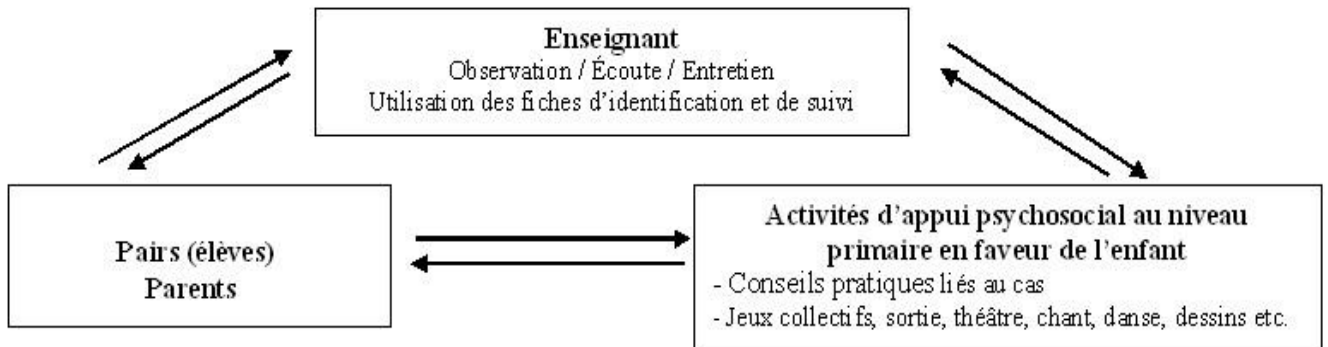 Enseignant
Observation / Écoute / Entretien
Utilisation des fiches d'identification et de suivi
Pairs (élèves)
Parents
Activités d'appui psychosocial au niveau
primaire en faveur de l'enfant
- Conseils pratiques liés au cas
- Jeux collectifs, sortie, théâtre, chant, danse, dessins etc.